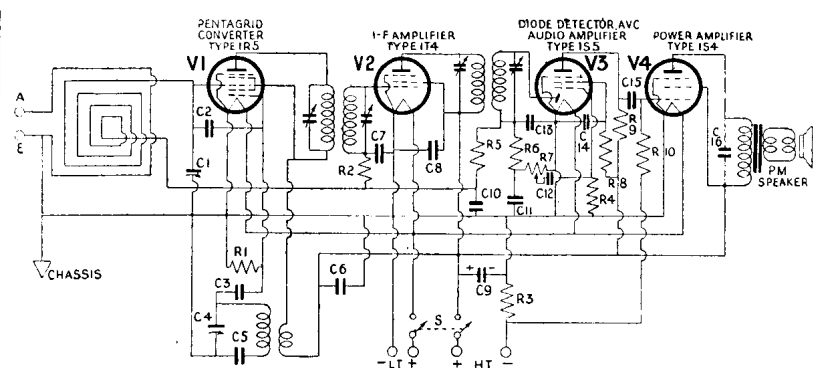 PENTAGRID
CONVERTER
TYPE 1R5
V1
I-F AMPLIFIER
TYPE 1T4
V2
DIODE DETECTOR, AVC
AUDIO AMPLIFIER
TYPE 1S5
V3
POWER AMPLIFIER
TYPE 1S4
V4
A
E
C2
C1
R2
C7
C8
R5
C10
C13
R6
R7
C12
C11
C14
R4
R8
R9
C15
R10
C16
PM
SPEAKER
CHASSIS
R1
C3
C4
C5
C6
C9
R3
S
- LT +
+ HT -